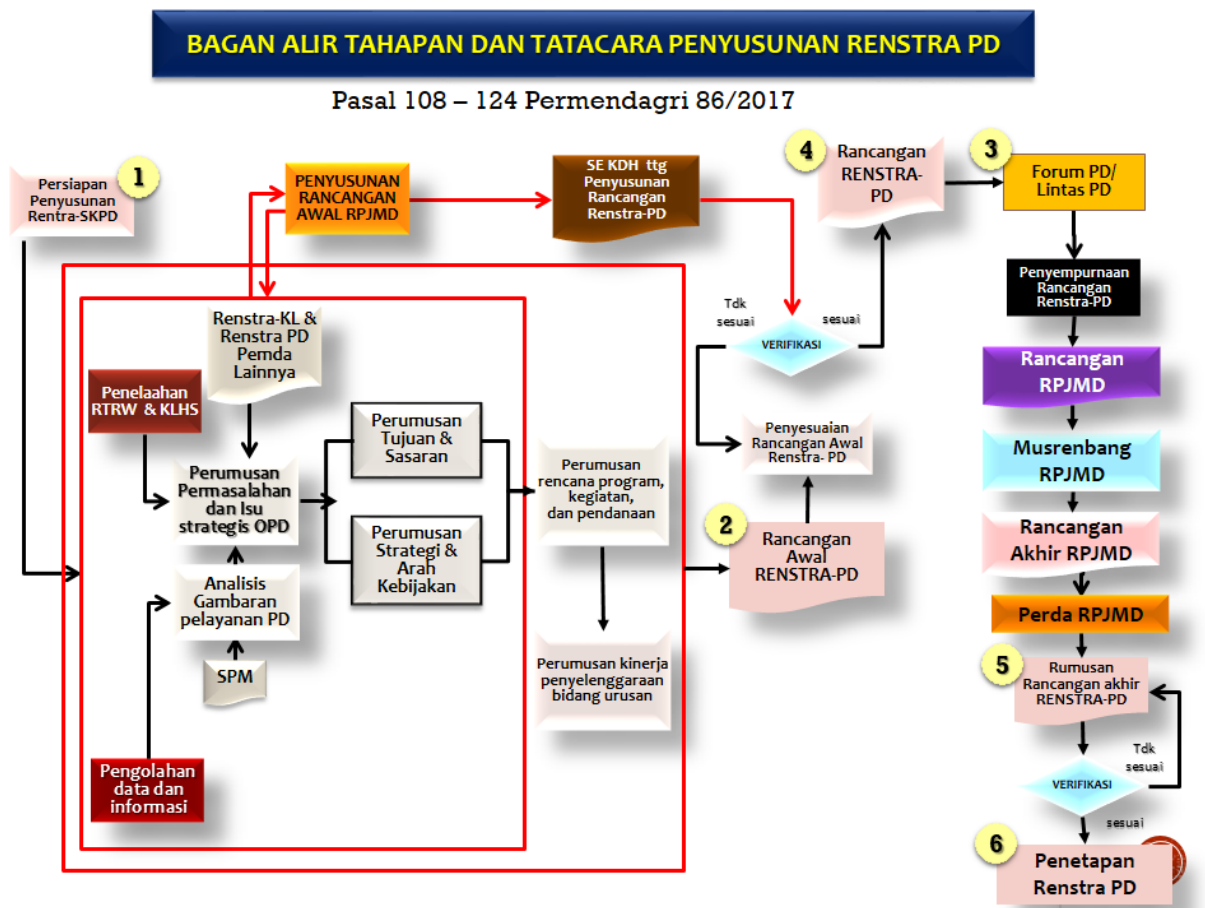 BAGAN ALIR TAHAPAN DAN TATACARA PENYUSUNAN RENSTRA PD
Pasal 108 – 124 Permendagri 86/2017
1
Persiapan
Penyusunan
Rentra-SKPD
PENYUSUNAN
RANCANGAN
AWAL RPJMD
SE KDH ttg
Penyusunan
Rancangan
Renstra-PD
4
Rancangan
RENSTRA-
PD
3
Forum PD/
Lintas PD
Penyempurnaan
Rancangan
Renstra-PD
Tdk
sesuai
sesuai
VERIFIKASI
Renstra-KL &
Renstra PD
Pemda
Lainnya
Penelaahan
RTRW & KLHS
Perumusan
Permasalahan
dan Isu
strategis OPD
Perumusan
Tujuan &
Sasaran
Perumusan
Strategi &
Arah
Kebijakan
Analisis
Gambaran
pelayanan PD
SPM
Pengolahan
data dan
informasi
Perumusan
rencana program,
kegiatan,
dan pendanaan
Perumusan kinerja
penyelenggaraan
bidang urusan
Penyesuaian
Rancangan Awal
Renstra- PD
2
Rancangan
Awal
RENSTRA-PD
Rancangan
RPJMD
Musrenbang
RPJMD
Rancangan
Akhir RPJMD
Perda RPJMD
5
Rumusan
Rancangan akhir
RENSTRA-PD
Tdk
sesuai
VERIFIKASI
sesuai
6
Penetapan
Renstra PD